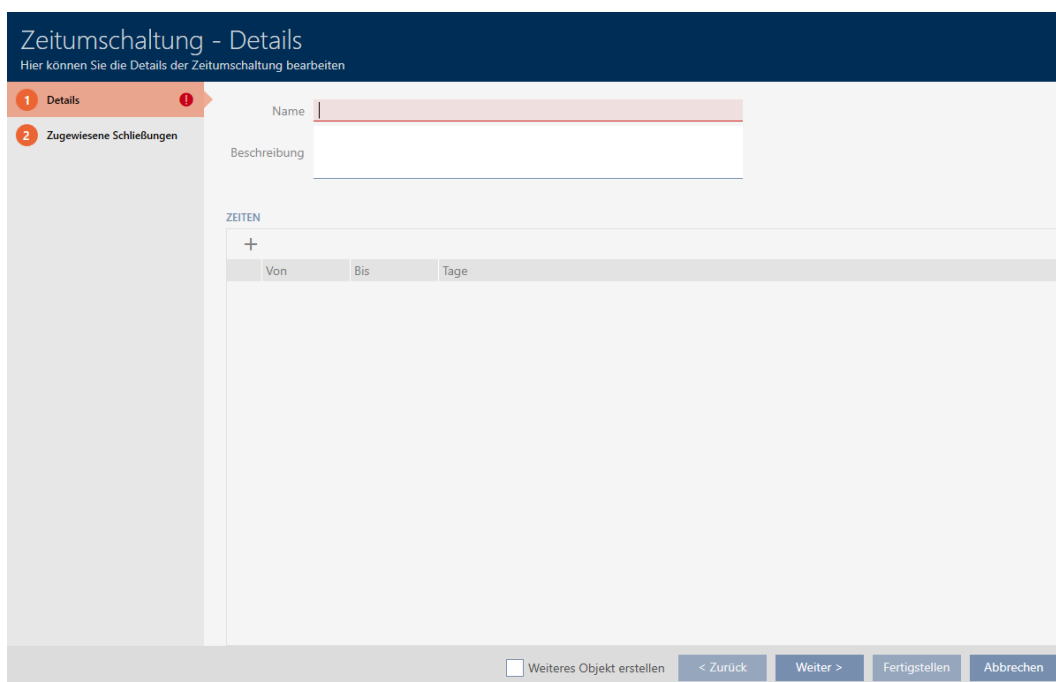 Zeitumschaltung - Details
Hier können Sie die Details der Zeitumschaltung bearbeiten
1 Details !
2 Zugewiesene Schließungen
Name
Beschreibung
ZEITEN
+
Von Bis Tage
Weiteres Objekt erstellen < Zurück Weiter > Fertigstellen Abbrechen